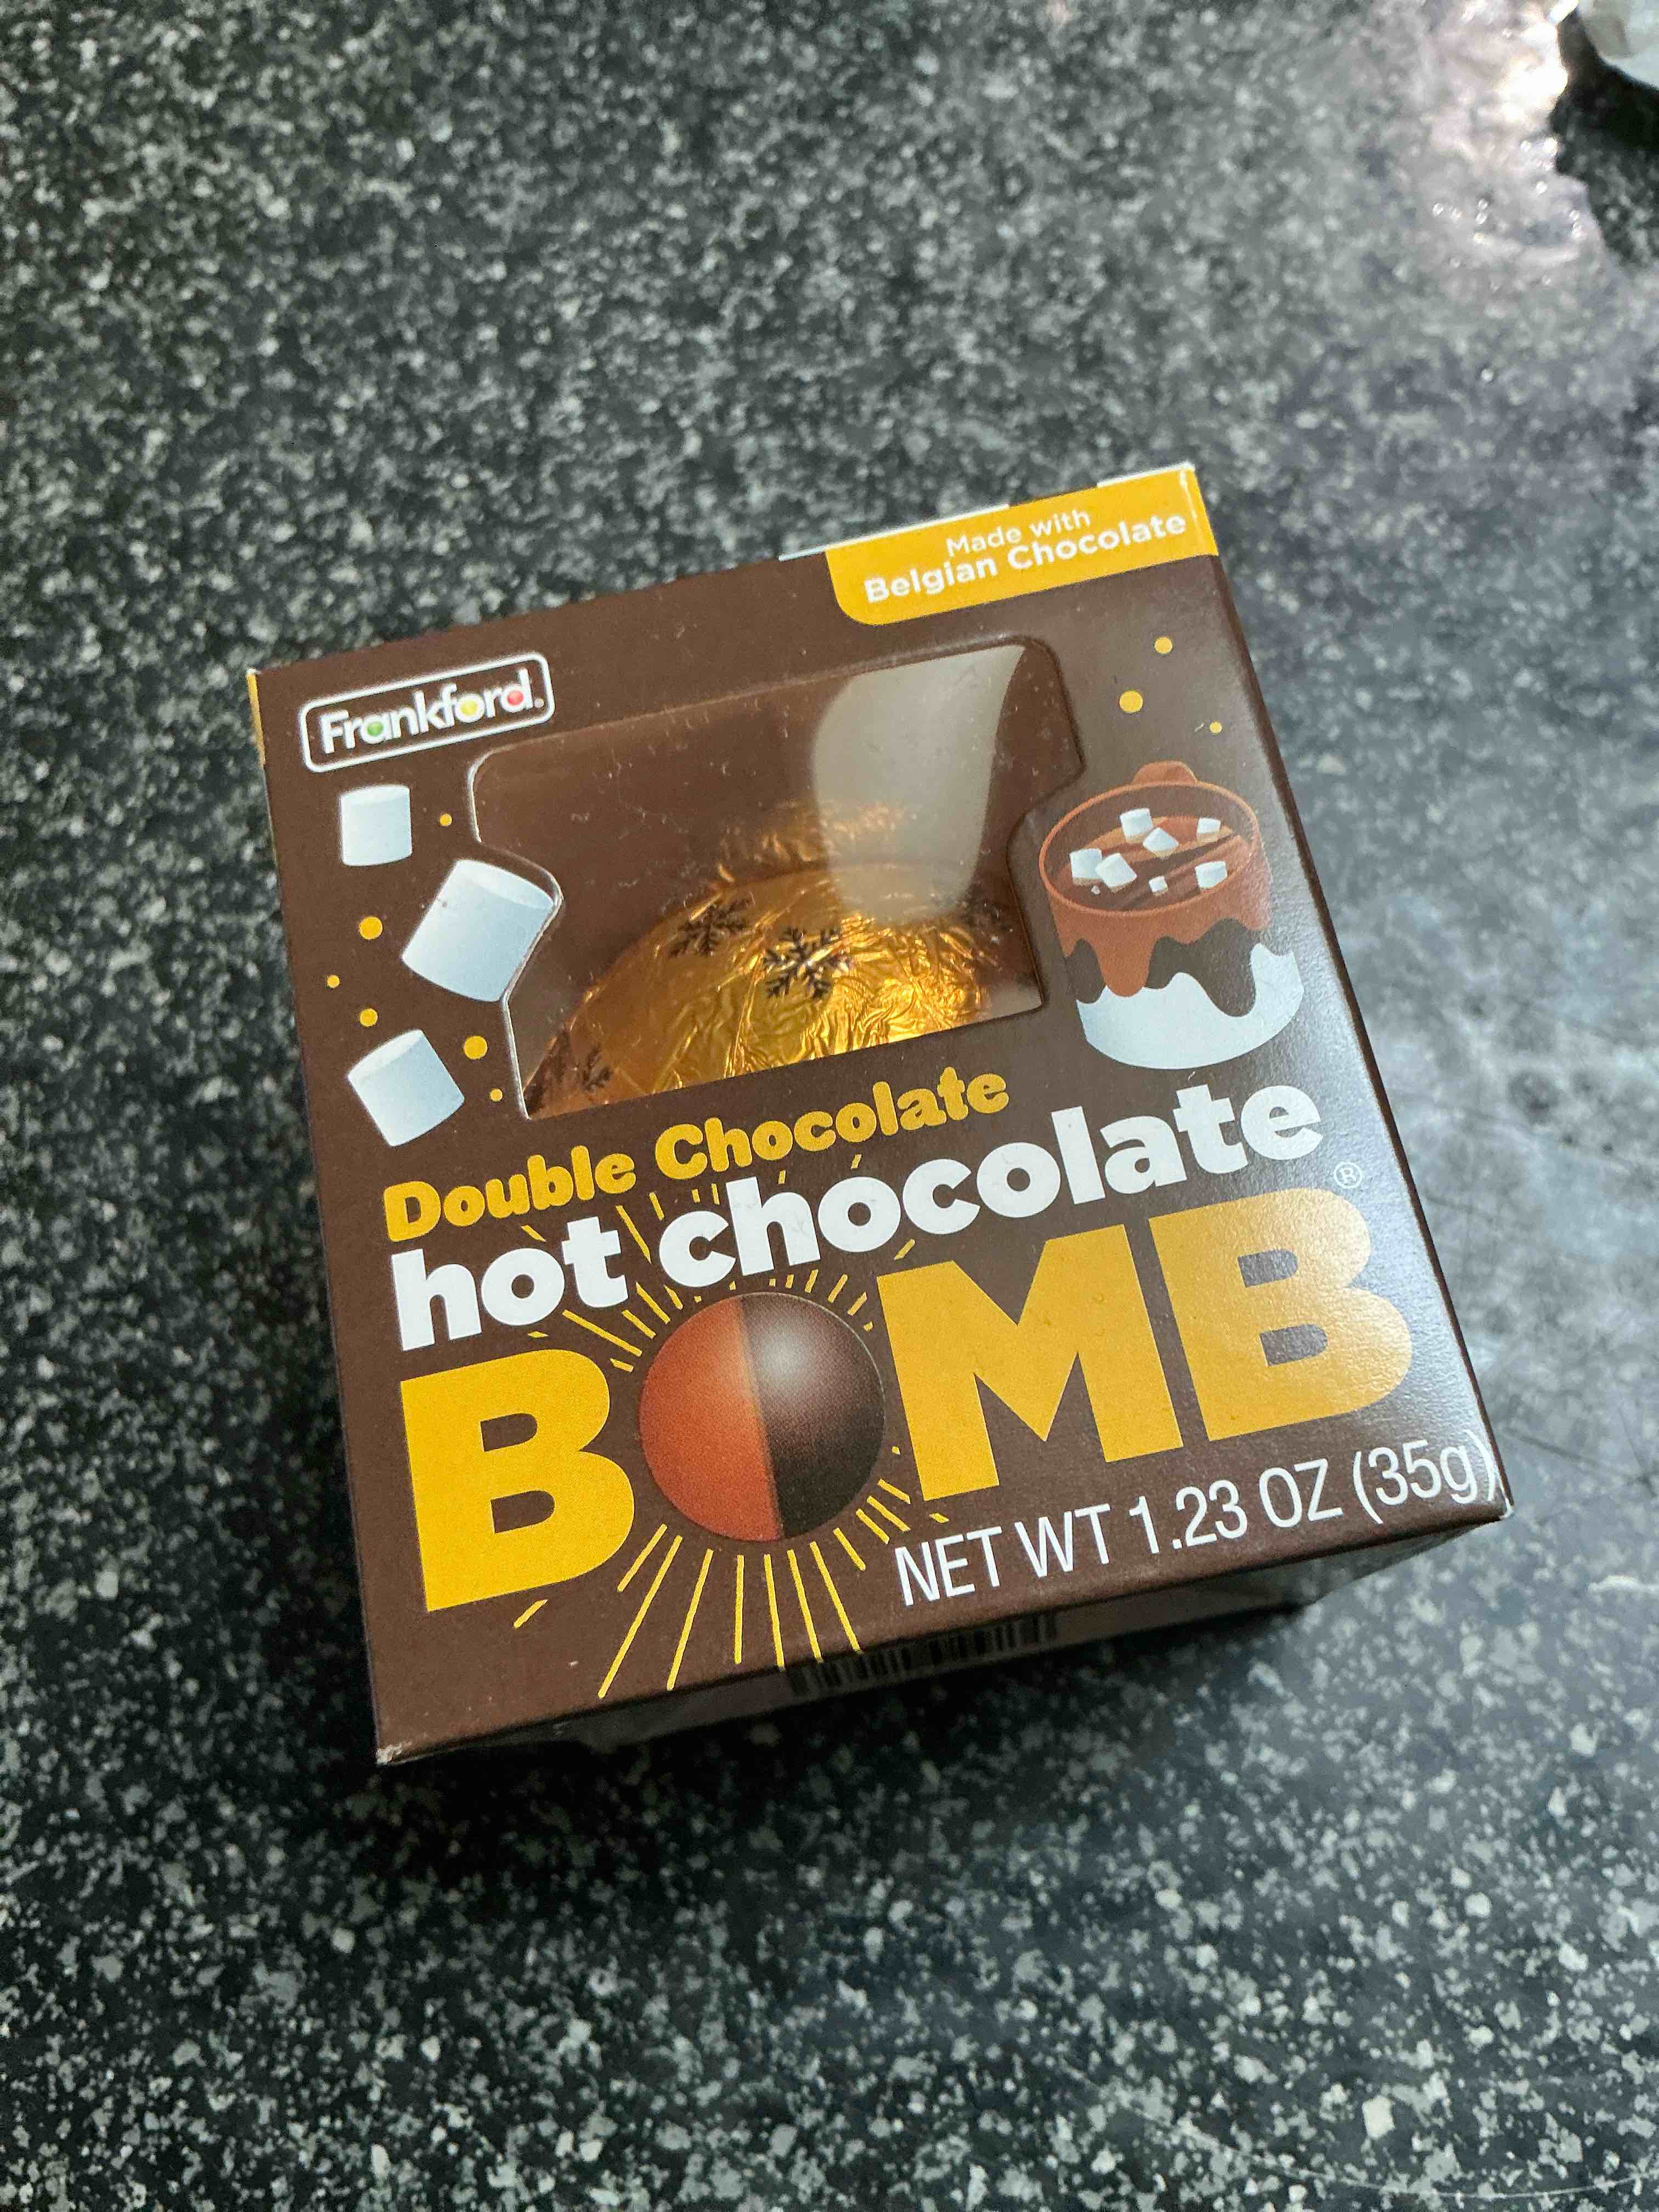 Made with
Belgian Chocolate
Frankford.
Double Chocolate
hot chocolate
BOMB®
NET WT 1.23 OZ (35g)